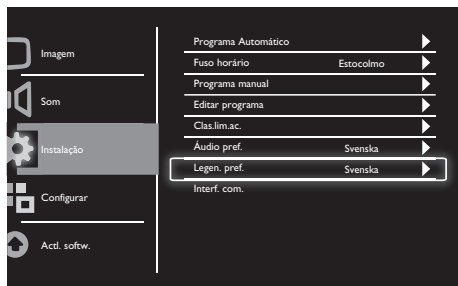 Imagem
Som
Instalação
Configurar
Actl. softw.
Programa Automático
Fuso horário Estocolmo
Programa manual
Editar programa
Clas.lim.ac.
Áudio pref. Svenska
Legen. pref. Svenska
Interf. com.